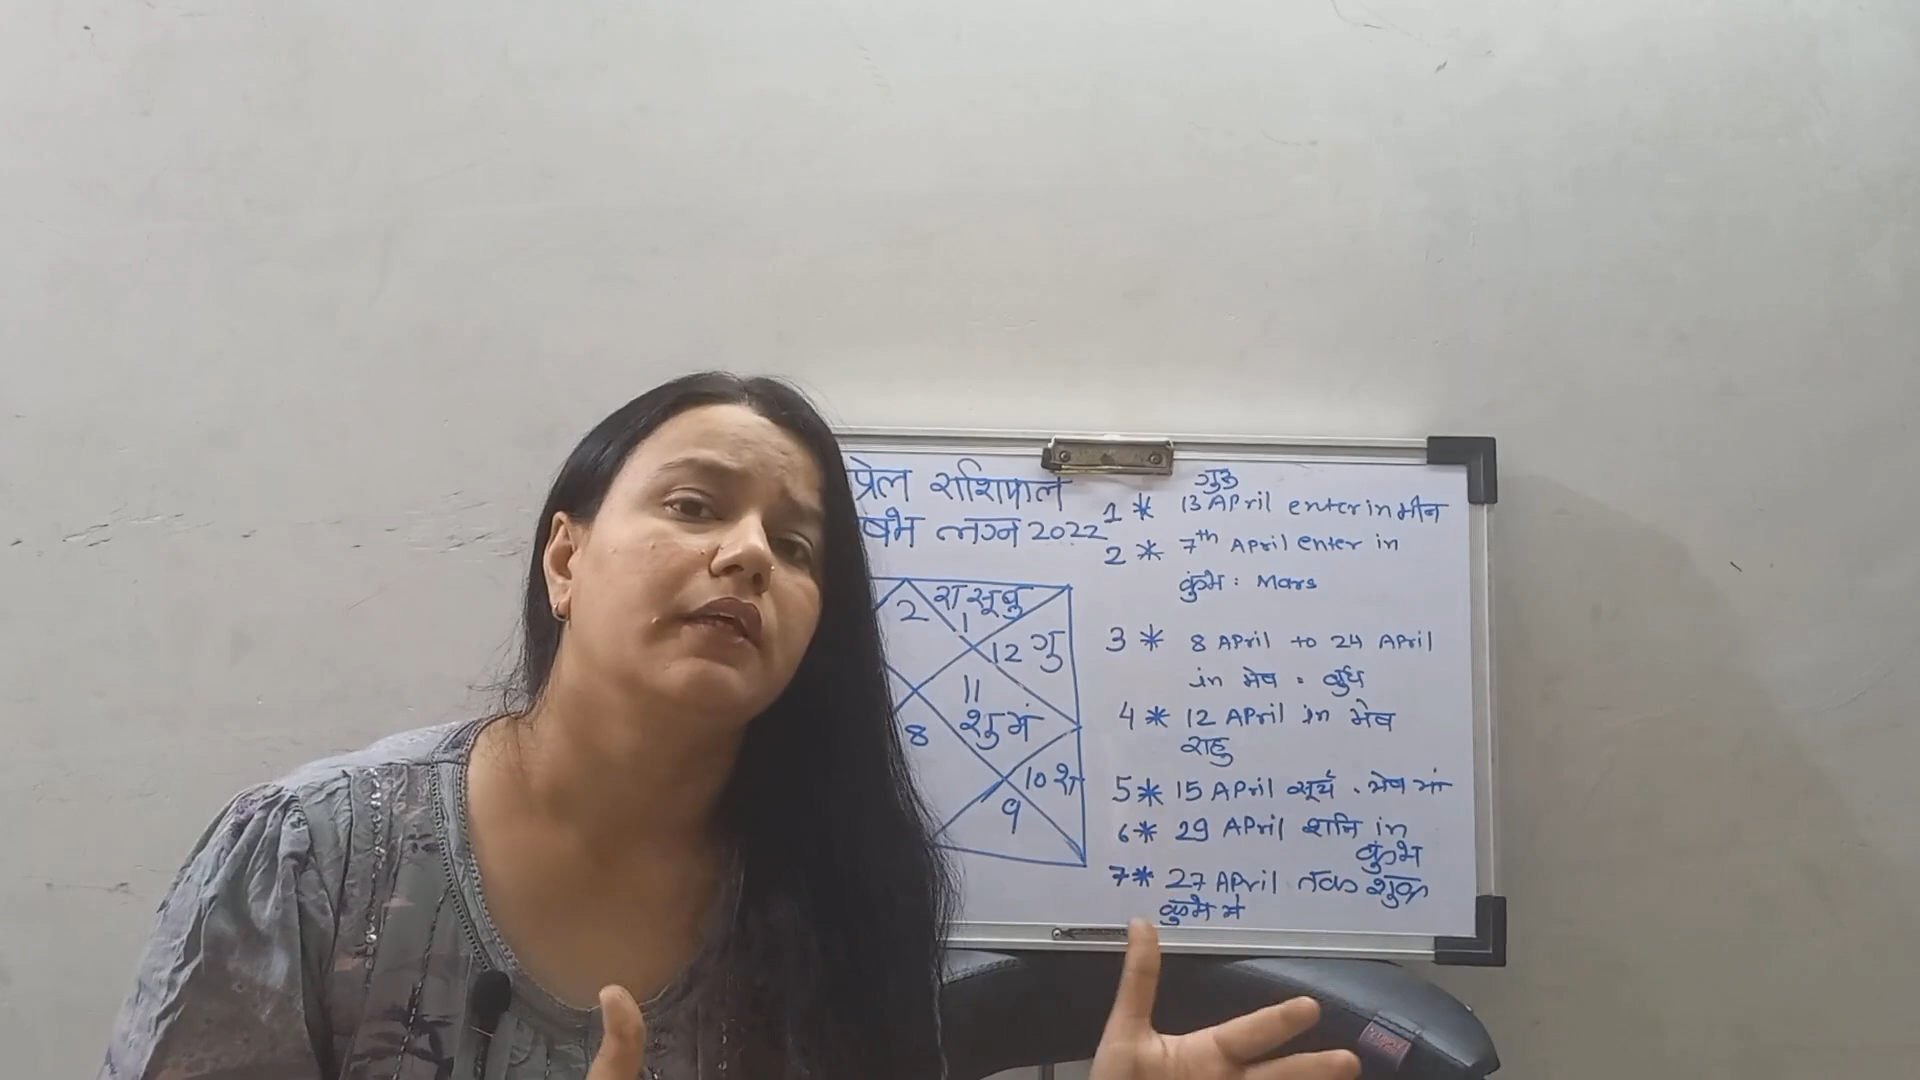 प्रेल राशिफल
षभ लग्न 2022
2
रा सू बु
1
12 गु
11
शु मं
8
10 श
9
गुरु
1 * 13 APril enter in मीन
2 * 7th April enter in
कुंभ : Mars
3 * 8 APril to 24 APril
in मेष : बुध
4 * 12 APril in मेष
राहु
5 * 15 APril सूर्य . मेष में
6 * 29 APril शनि in
कुंभ
7 * 27 APril तक शुक्र
कुंभ में